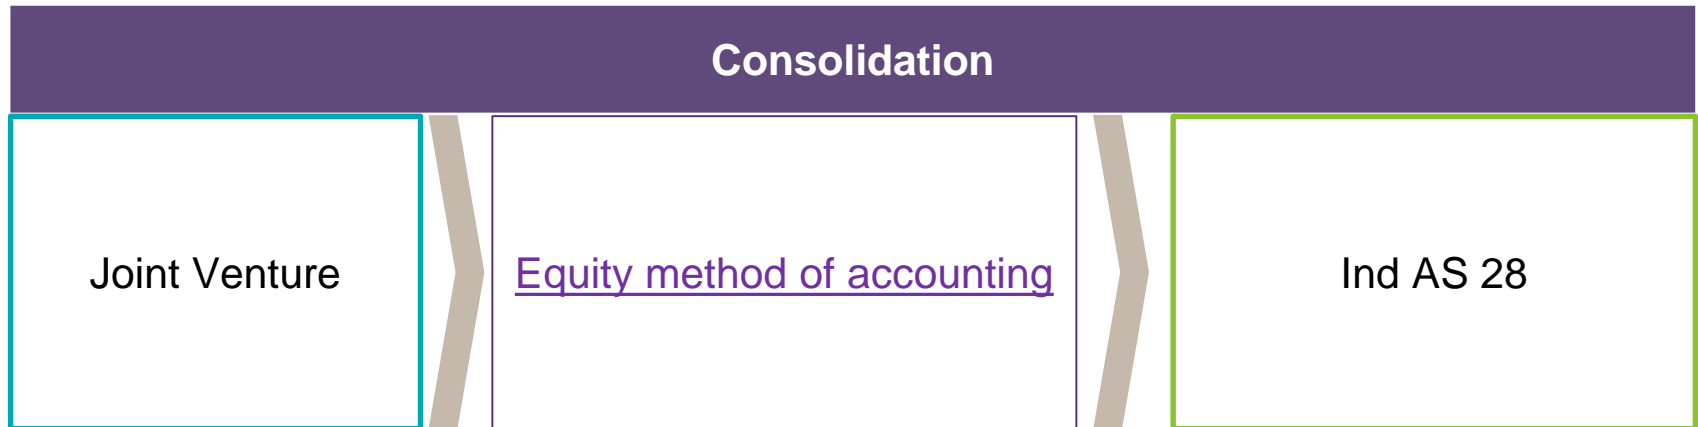 Consolidation
Joint Venture
Equity method of accounting
Ind AS 28